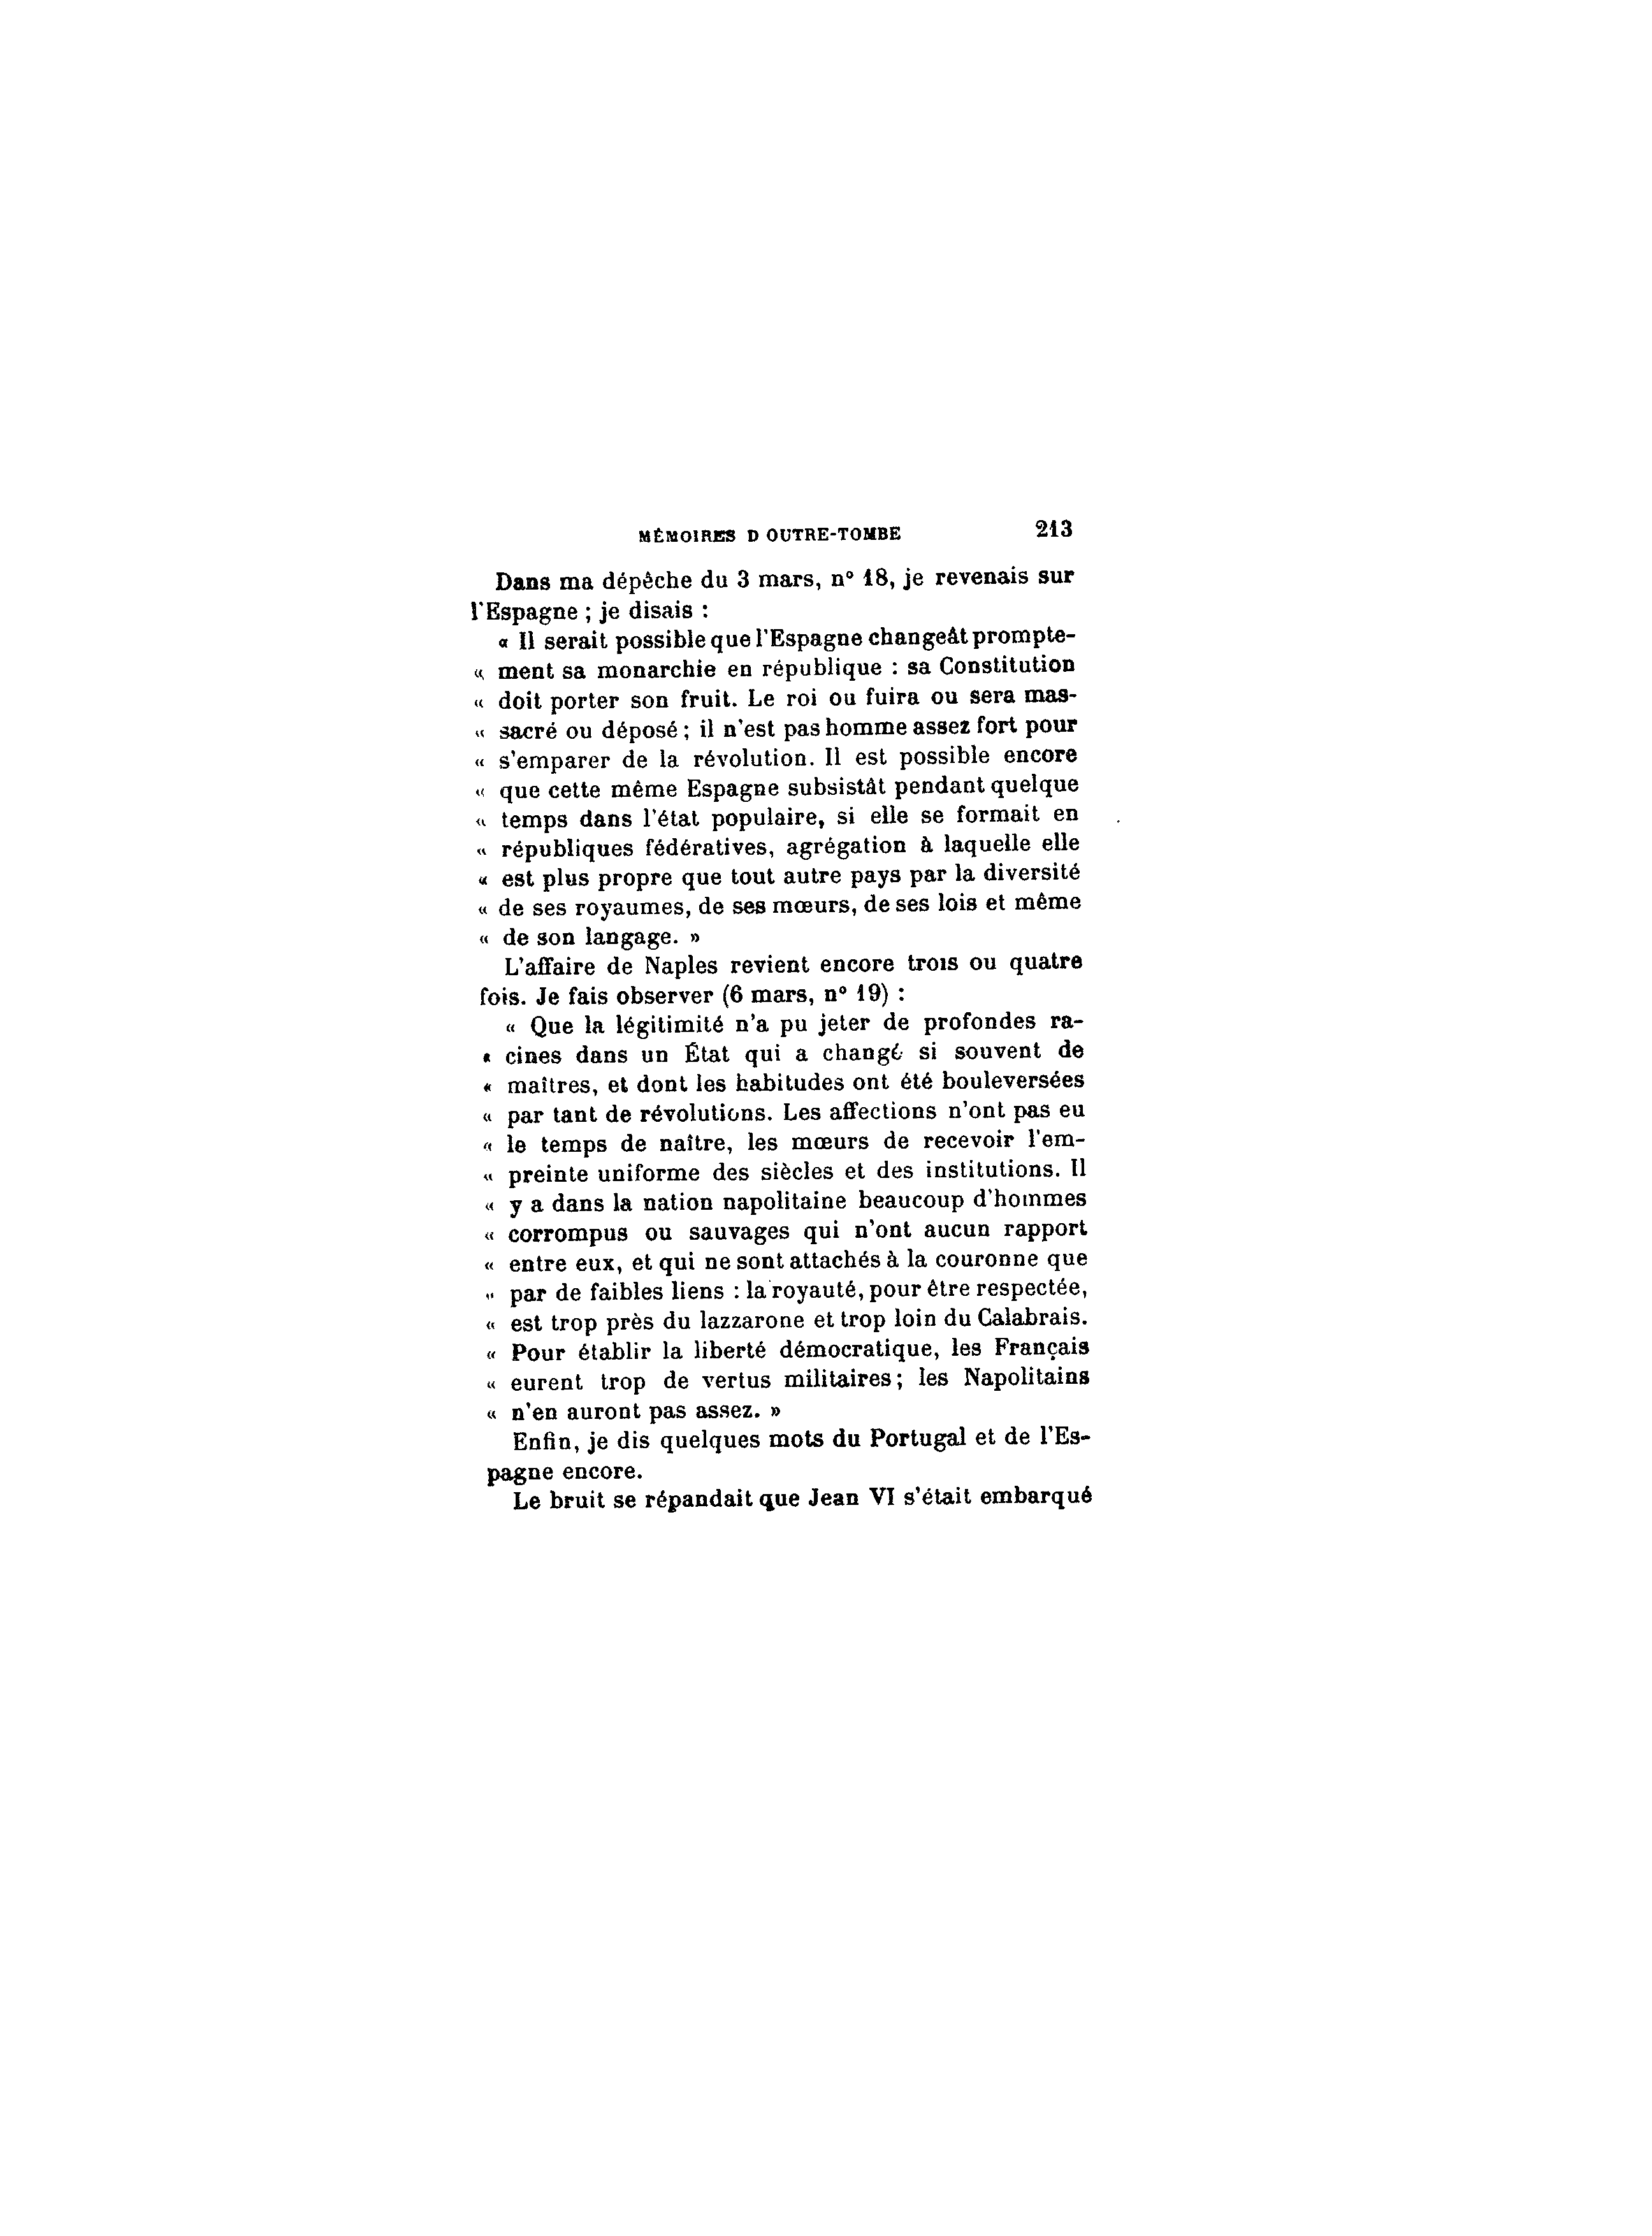 MÉMOIRES D OUTRE-TOMBE 213
Dans ma dépêche du 3 mars, n° 18, je revenais sur
l'Espagne ; je disais :
« Il serait possible que l'Espagne changeât prompte-
« ment sa monarchie en république : sa Constitution
« doit porter son fruit. Le roi ou fuira ou sera mas-
« sacré ou déposé ; il n'est pas homme assez fort pour
« s'emparer de la révolution. Il est possible encore
« que cette même Espagne subsistât pendant quelque
« temps dans l'état populaire, si elle se formait en
« républiques fédératives, agrégation à laquelle elle
« est plus propre que tout autre pays par la diversité
« de ses royaumes, de ses mœurs, de ses lois et même
« de son langage. »
L'affaire de Naples revient encore trois ou quatre
fois. Je fais observer (6 mars, n° 19) :
« Que la légitimité n'a pu jeter de profondes ra-
« cines dans un État qui a changé si souvent de
« maîtres, et dont les habitudes ont été bouleversées
« par tant de révolutions. Les affections n'ont pas eu
« le temps de naître, les mœurs de recevoir l'em-
« preinte uniforme des siècles et des institutions. Il
« y a dans la nation napolitaine beaucoup d'hommes
« corrompus ou sauvages qui n'ont aucun rapport
« entre eux, et qui ne sont attachés à la couronne que
« par de faibles liens : la royauté, pour être respectée,
« est trop près du lazzarone et trop loin du Calabrais.
« Pour établir la liberté démocratique, les Français
« eurent trop de vertus militaires ; les Napolitains
« n'en auront pas assez. »
Enfin, je dis quelques mots du Portugal et de l'Es-
pagne encore.
Le bruit se répandait que Jean VI s'était embarqué